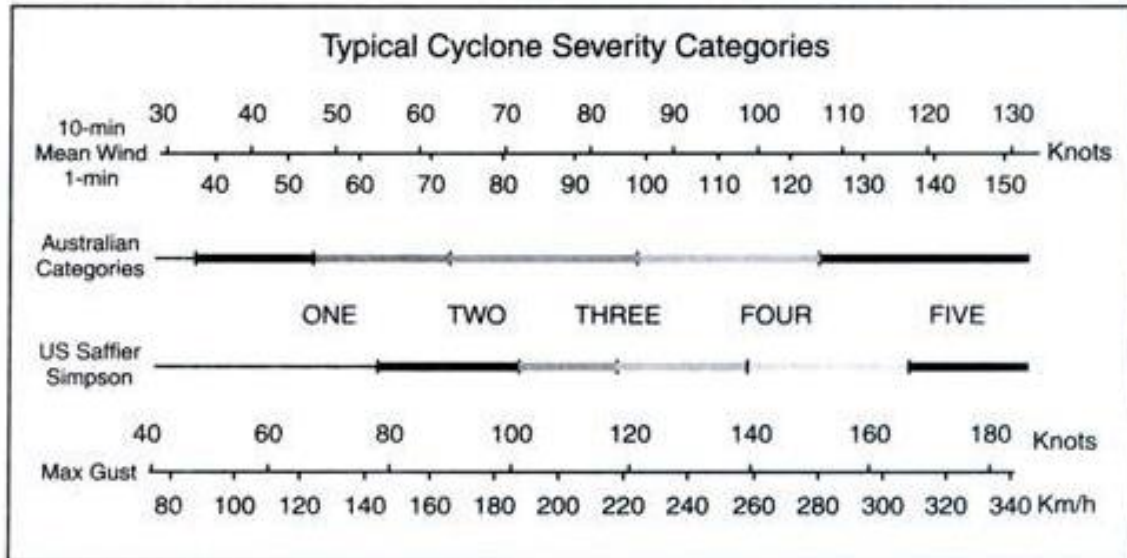 Typical Cyclone Severity Categories
30 40 50 60 70 80 90 100 110 120 130
10-min
Mean Wind
1-min
Knots
40 50 60 70 80 90 100 110 120 130 140 150
Australian
Categories
ONE TWO THREE FOUR FIVE
US Saffier
Simpson
40 60 80 100 120 140 160 180 Knots
Max Gust
80 100 120 140 160 180 200 220 240 260 280 300 320 340 Km/h